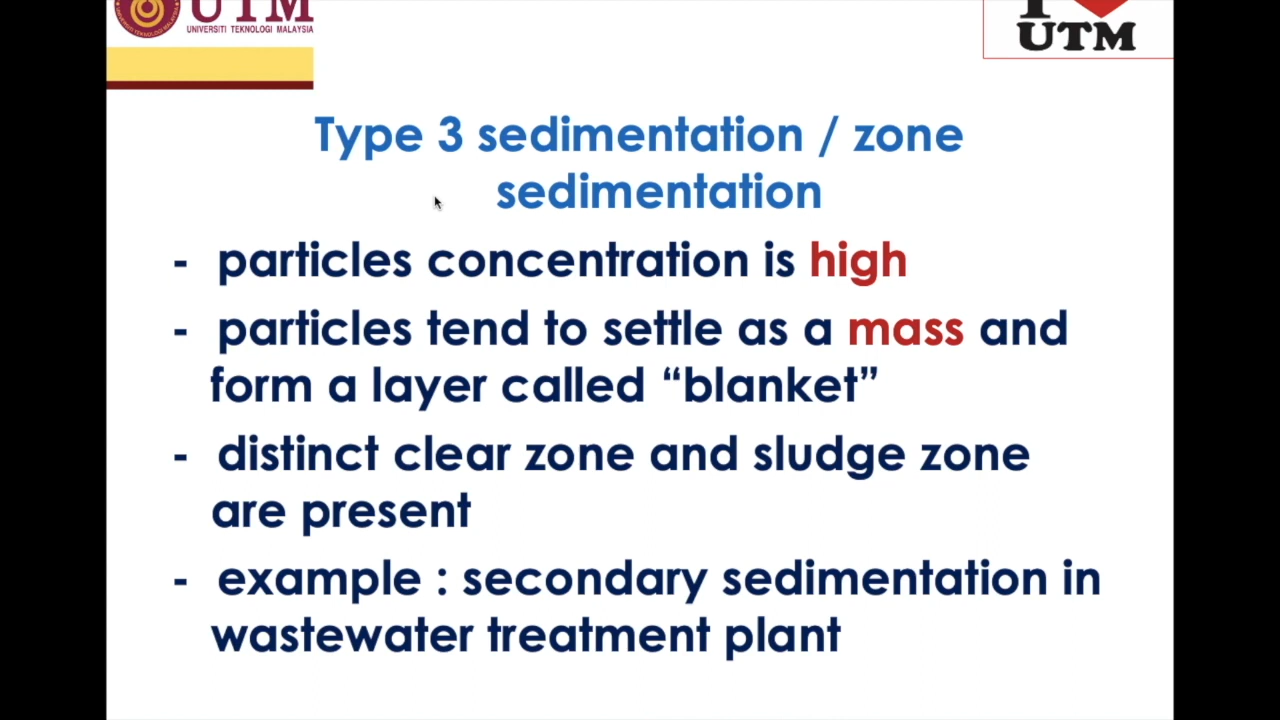 UTM
UNIVERSITI TEKNOLOGI MALAYSIA
I
UTM
Type 3 sedimentation / zone
sedimentation
- particles concentration is high
- particles tend to settle as a mass and
form a layer called “blanket”
- distinct clear zone and sludge zone
are present
- example : secondary sedimentation in
wastewater treatment plant